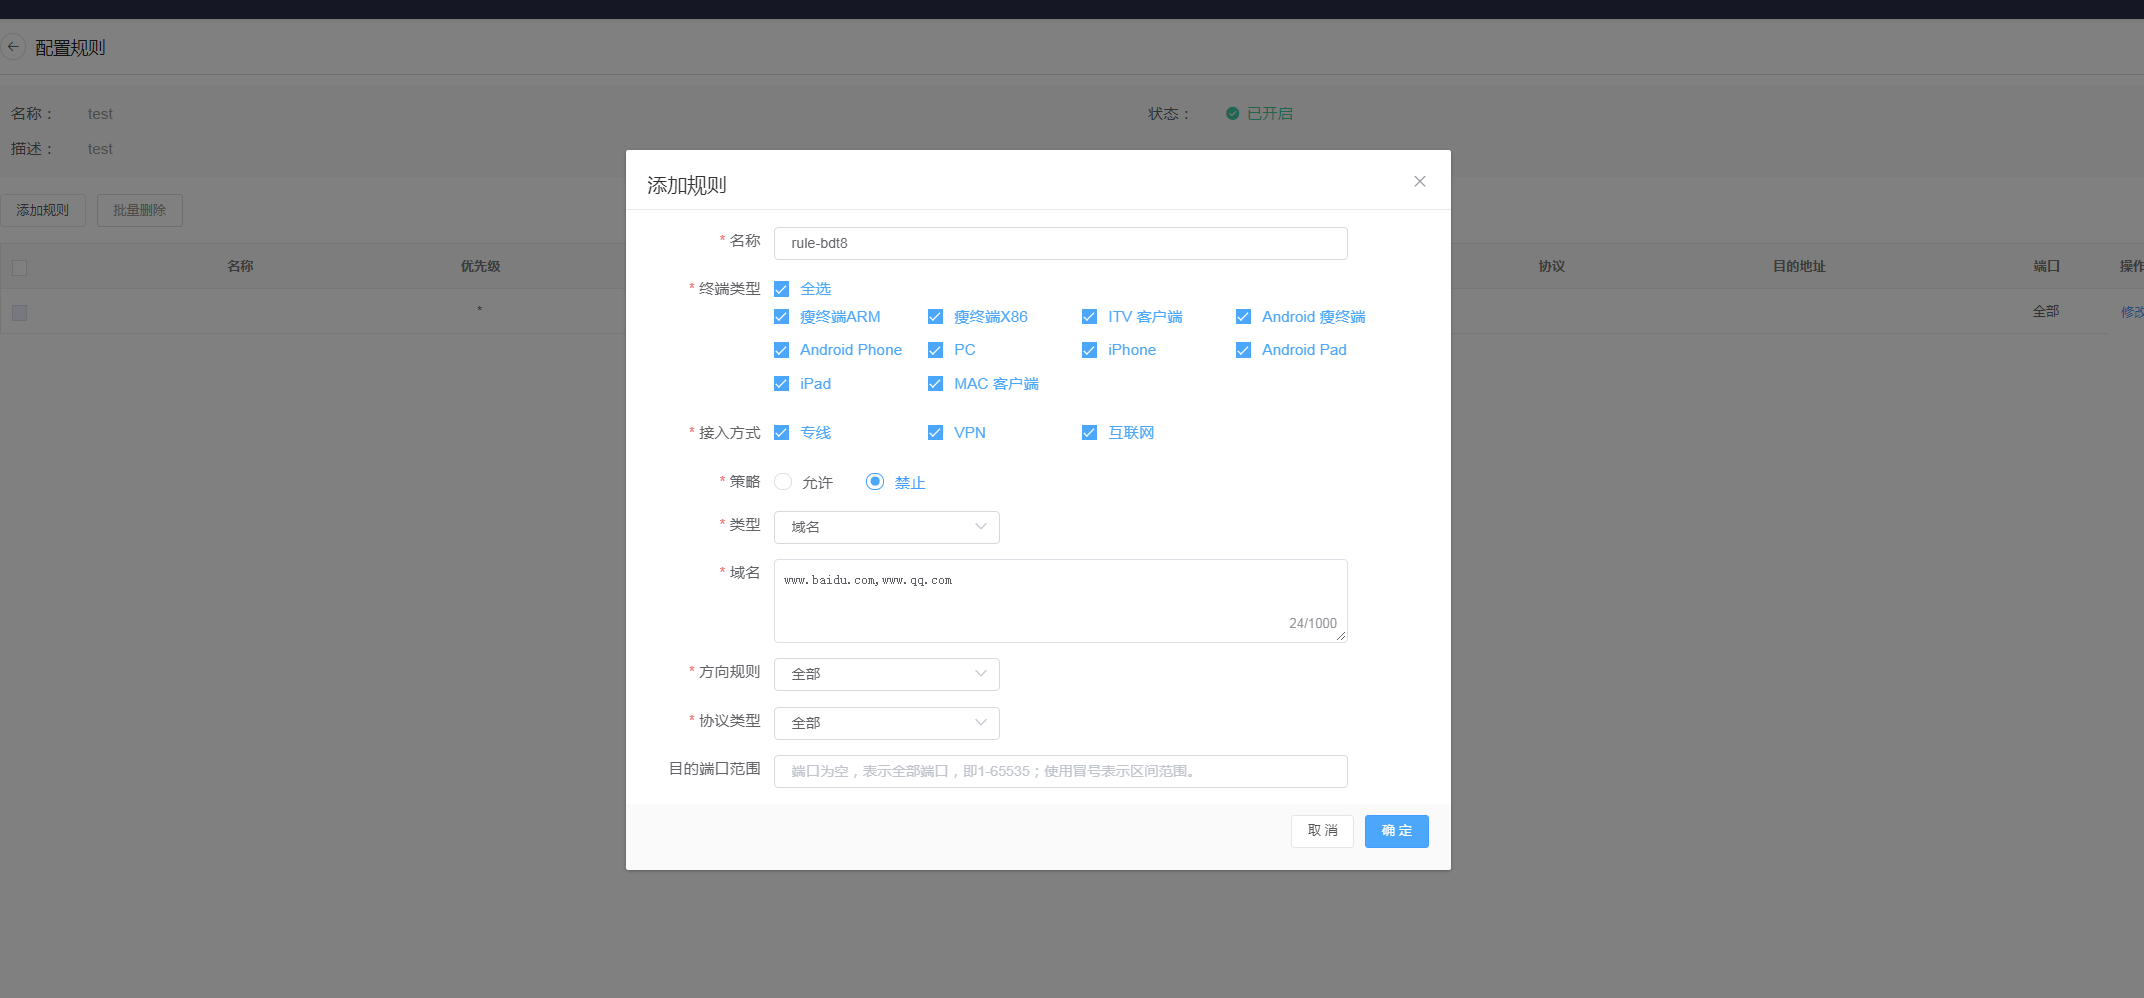 配置规则
名称：
test
状态：
已开启
描述：
test
添加规则
批量删除
名称
优先级
协议
目的地址
端口
操作
*
全部
修改
添加规则
* 名称
rule-bdt8
* 终端类型
全选
瘦终端ARM
瘦终端X86
ITV 客户端
Android 瘦终端
Android Phone
PC
iPhone
Android Pad
iPad
MAC 客户端
* 接入方式
专线
VPN
互联网
* 策略
允许
禁止
* 类型
域名
* 域名
www.baidu.com,www.qq.com
24/1000
* 方向规则
全部
* 协议类型
全部
目的端口范围
端口为空，表示全部端口，即1-65535；使用冒号表示区间范围。
取 消
确 定